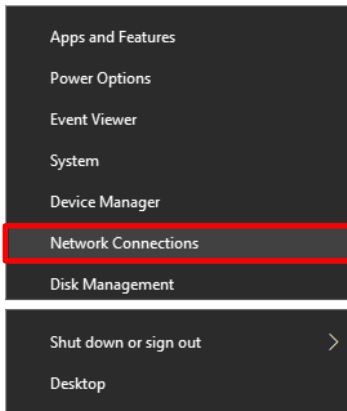 Apps and Features
Power Options
Event Viewer
System
Device Manager
Network Connections
Disk Management
Shut down or sign out
Desktop